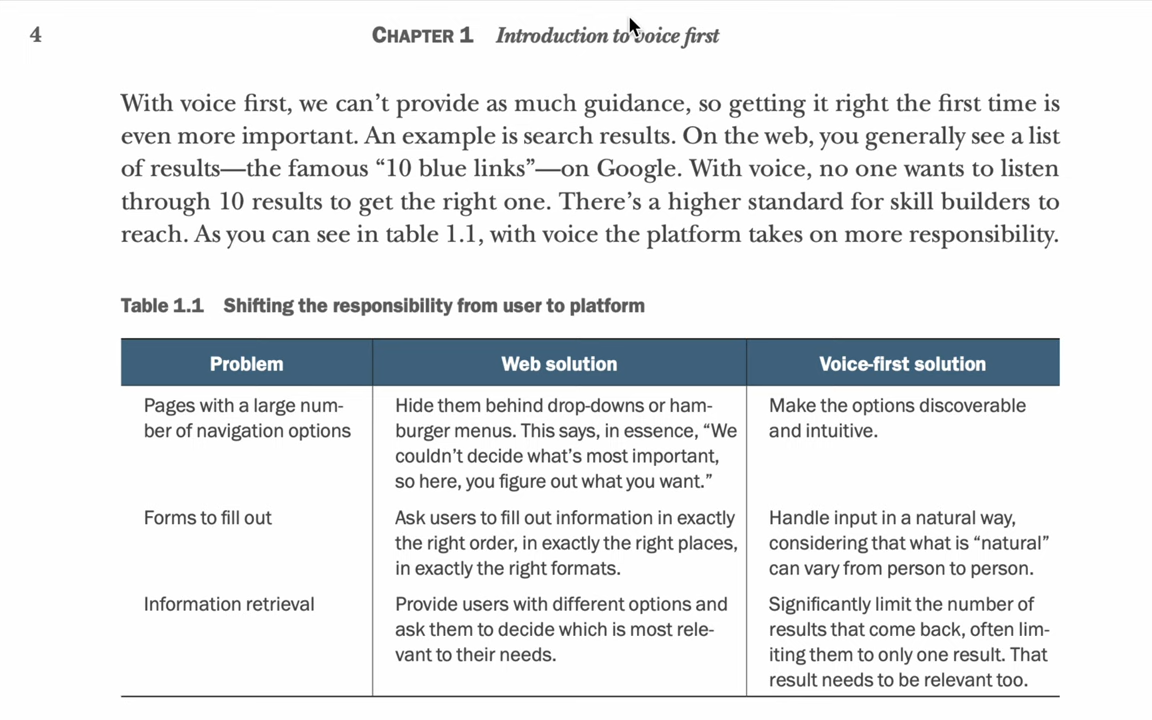 4
CHAPTER 1 Introduction to voice first
With voice first, we can’t provide as much guidance, so getting it right the first time is
even more important. An example is search results. On the web, you generally see a list
of results—the famous “10 blue links”—on Google. With voice, no one wants to listen
through 10 results to get the right one. There’s a higher standard for skill builders to
reach. As you can see in table 1.1, with voice the platform takes on more responsibility.
Table 1.1 Shifting the responsibility from user to platform
Problem
Web solution
Voice-first solution
Pages with a large num-
ber of navigation options
Hide them behind drop-downs or ham-
burger menus. This says, in essence, “We
couldn’t decide what’s most important,
so here, you figure out what you want.”
Make the options discoverable
and intuitive.
Forms to fill out
Ask users to fill out information in exactly
the right order, in exactly the right places,
in exactly the right formats.
Handle input in a natural way,
considering that what is “natural”
can vary from person to person.
Information retrieval
Provide users with different options and
ask them to decide which is most rele-
vant to their needs.
Significantly limit the number of
results that come back, often lim-
iting them to only one result. That
result needs to be relevant too.